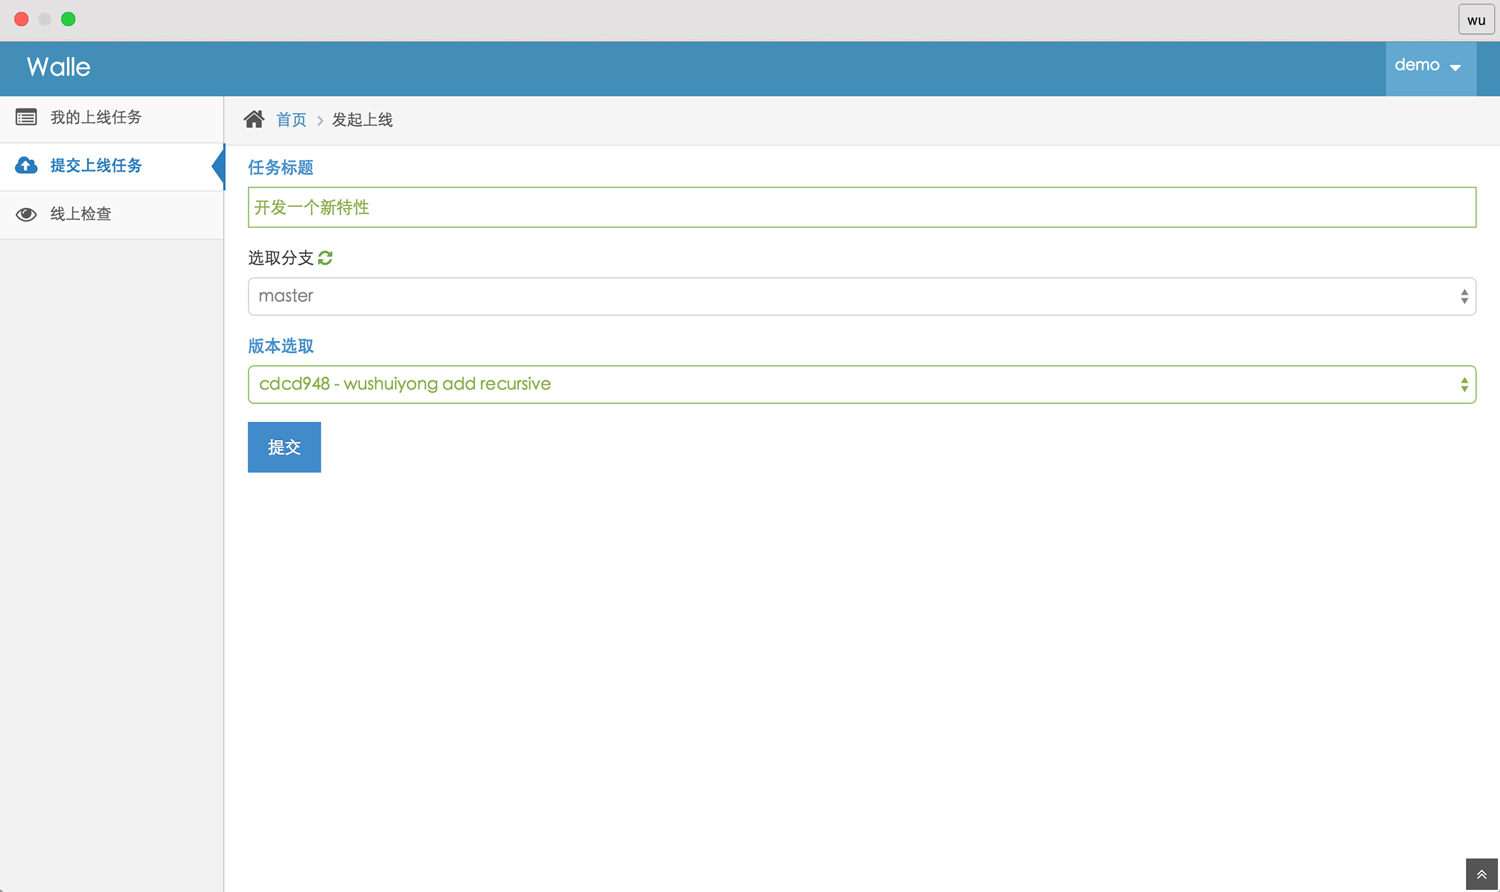 wu
Walle
demo
我的上线任务
提交上线任务
线上检查
首页 发起上线
任务标题
开发一个新特性
选取分支
master
版本选取
cdcd948 - wushuiyong add recursive
提交